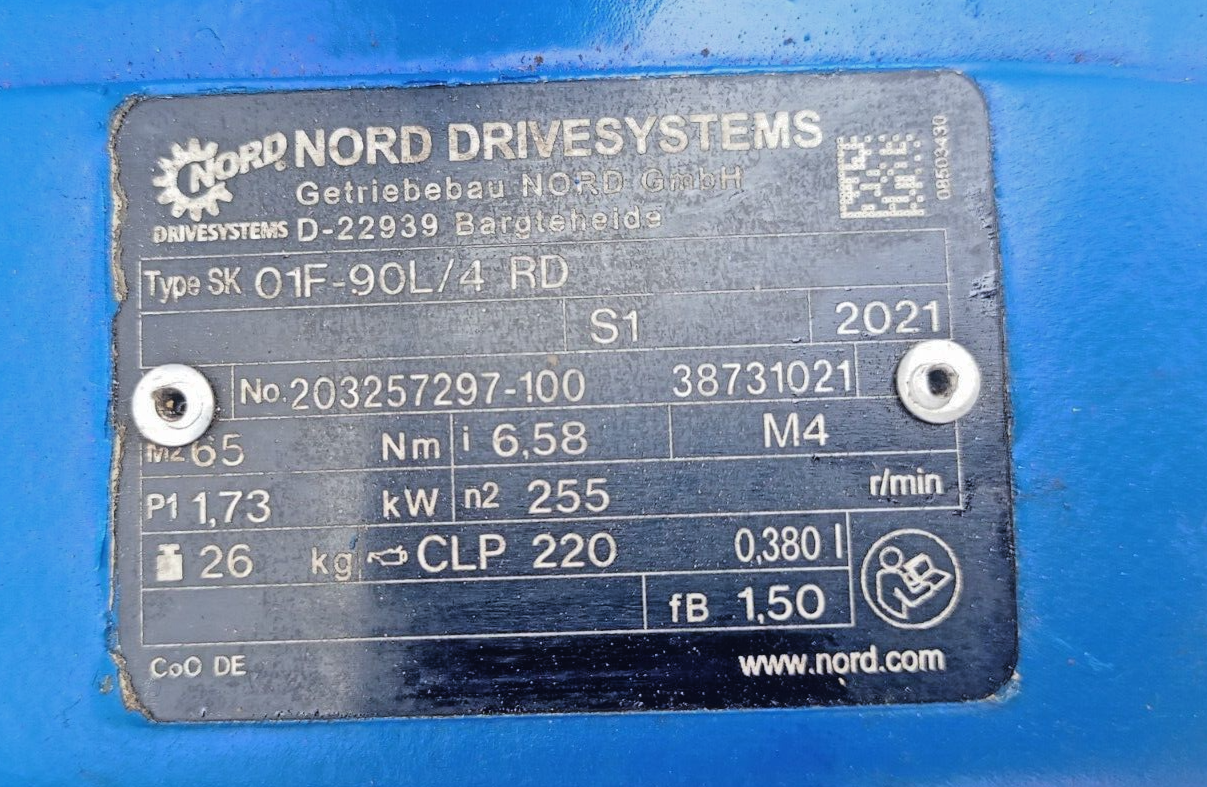 NORD
DRIVESYSTEMS
NORD DRIVESYSTEMS
Getriebebau NORD GmbH
D-22939 Bargteheide
08503430
Type SK 01F-90L/4 RD
S1 2021
No. 203257297-100 38731021
M2 65 Nm i 6,58 M4
P1 1,73 kW n2 255 r/min
26 kg CLP 220 0,380 l
fB 1,50
CoO DE www.nord.com